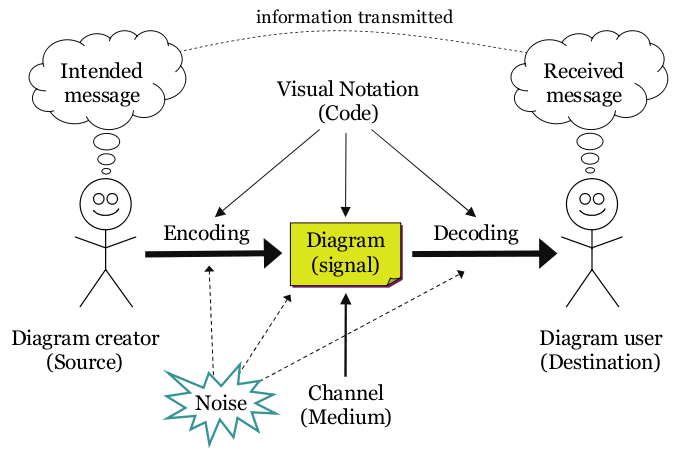 information transmitted
Intended
message
Received
message
Visual Notation
(Code)
Encoding
Diagram
(signal)
Decoding
Diagram creator
(Source)
Diagram user
(Destination)
Noise
Channel
(Medium)